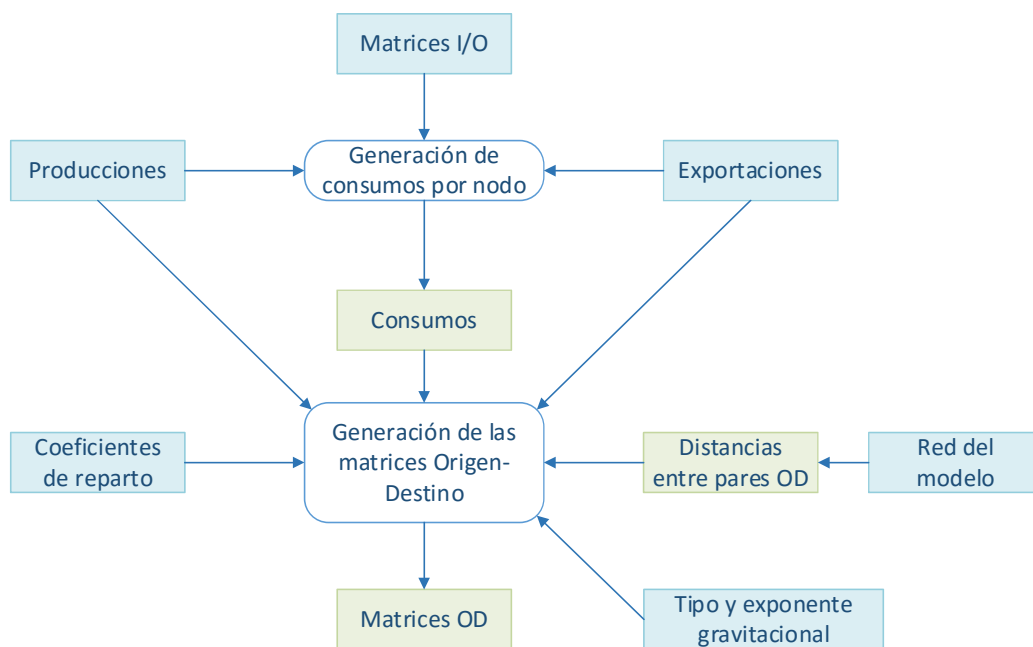 Matrices I/O
Producciones
Generación de
consumos por nodo
Exportaciones
Consumos
Coeficientes
de reparto
Generación de las
matrices Origen-
Destino
Distancias
entre pares OD
Red del
modelo
Matrices OD
Tipo y exponente
gravitacional